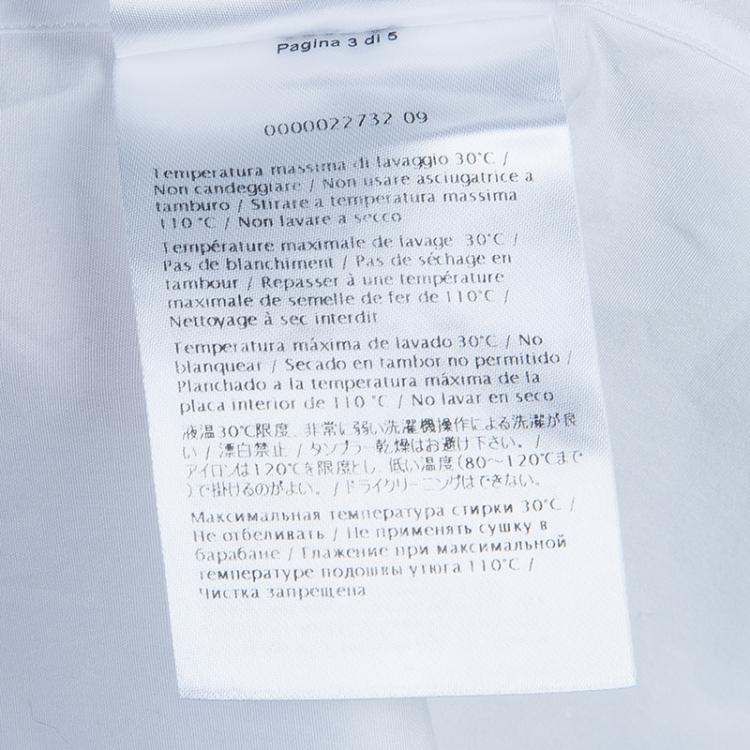 Pagina 3 di 5
0000022732 09
Temperatura massima di lavaggio 30°C /
Non candeggiare / Non usare asciugatrice a
tamburo / Stirare a temperatura massima
110 °C / Non lavare a secco
Température maximale de lavage 30°C /
Pas de blanchiment / Pas de séchage en
tambour / Repasser à une température
maximale de semelle de fer de 110°C /
Nettoyage à sec interdit
Temperatura máxima de lavado 30°C / No
blanquear / Secado en tambor no permitido /
Planchado a la temperatura máxima de la
placa interior de 110 °C / No lavar en seco
液温30℃限度、非常に弱い洗濯機操作による洗濯が良
い / 漂白禁止 / タンブラー乾燥はお避け下さい。 /
アイロンは120℃を限度とし、低い温度(80～120℃まで
)で掛けるのがよい。 / ドライクリーニングはできない。
Максимальная температура стирки 30°C /
Не отбеливать / Не применять сушку в
барабане / Глажение при максимальной
температуре подошвы утюга 110°C /
Чистка запрещена